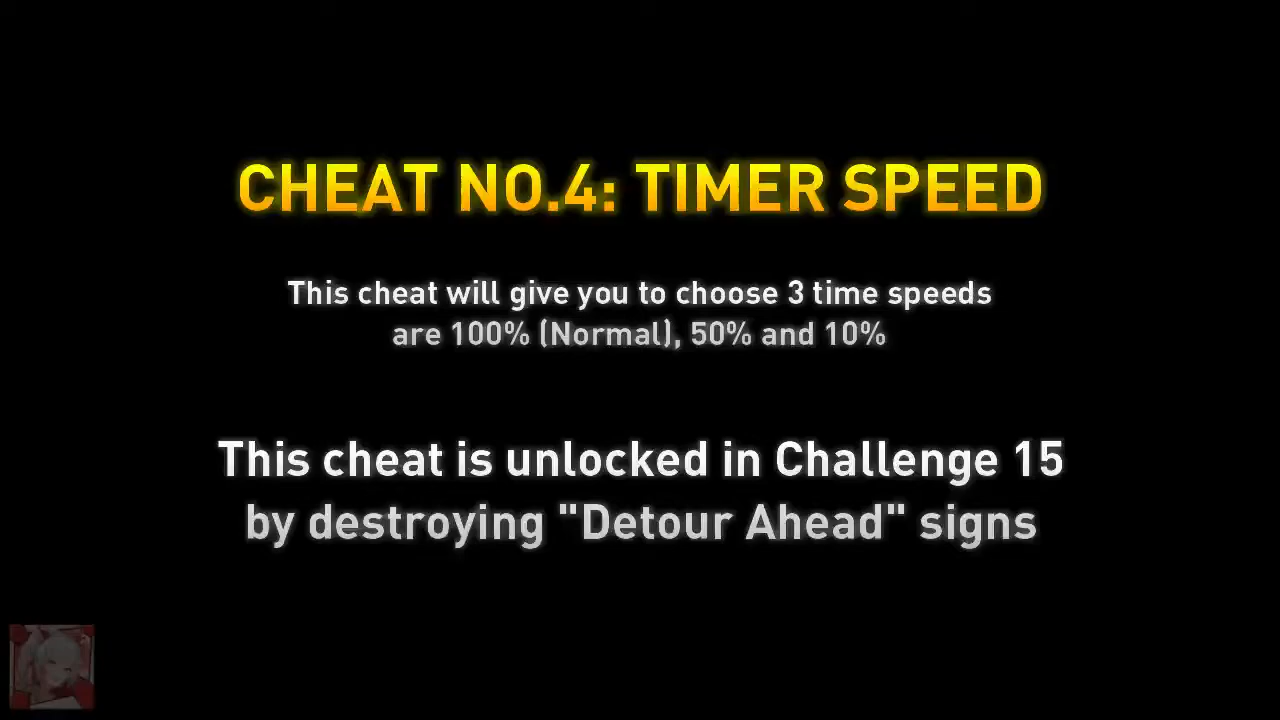 CHEAT NO.4: TIMER SPEED
This cheat will give you to choose 3 time speeds
are 100% (Normal), 50% and 10%
This cheat is unlocked in Challenge 15
by destroying "Detour Ahead" signs